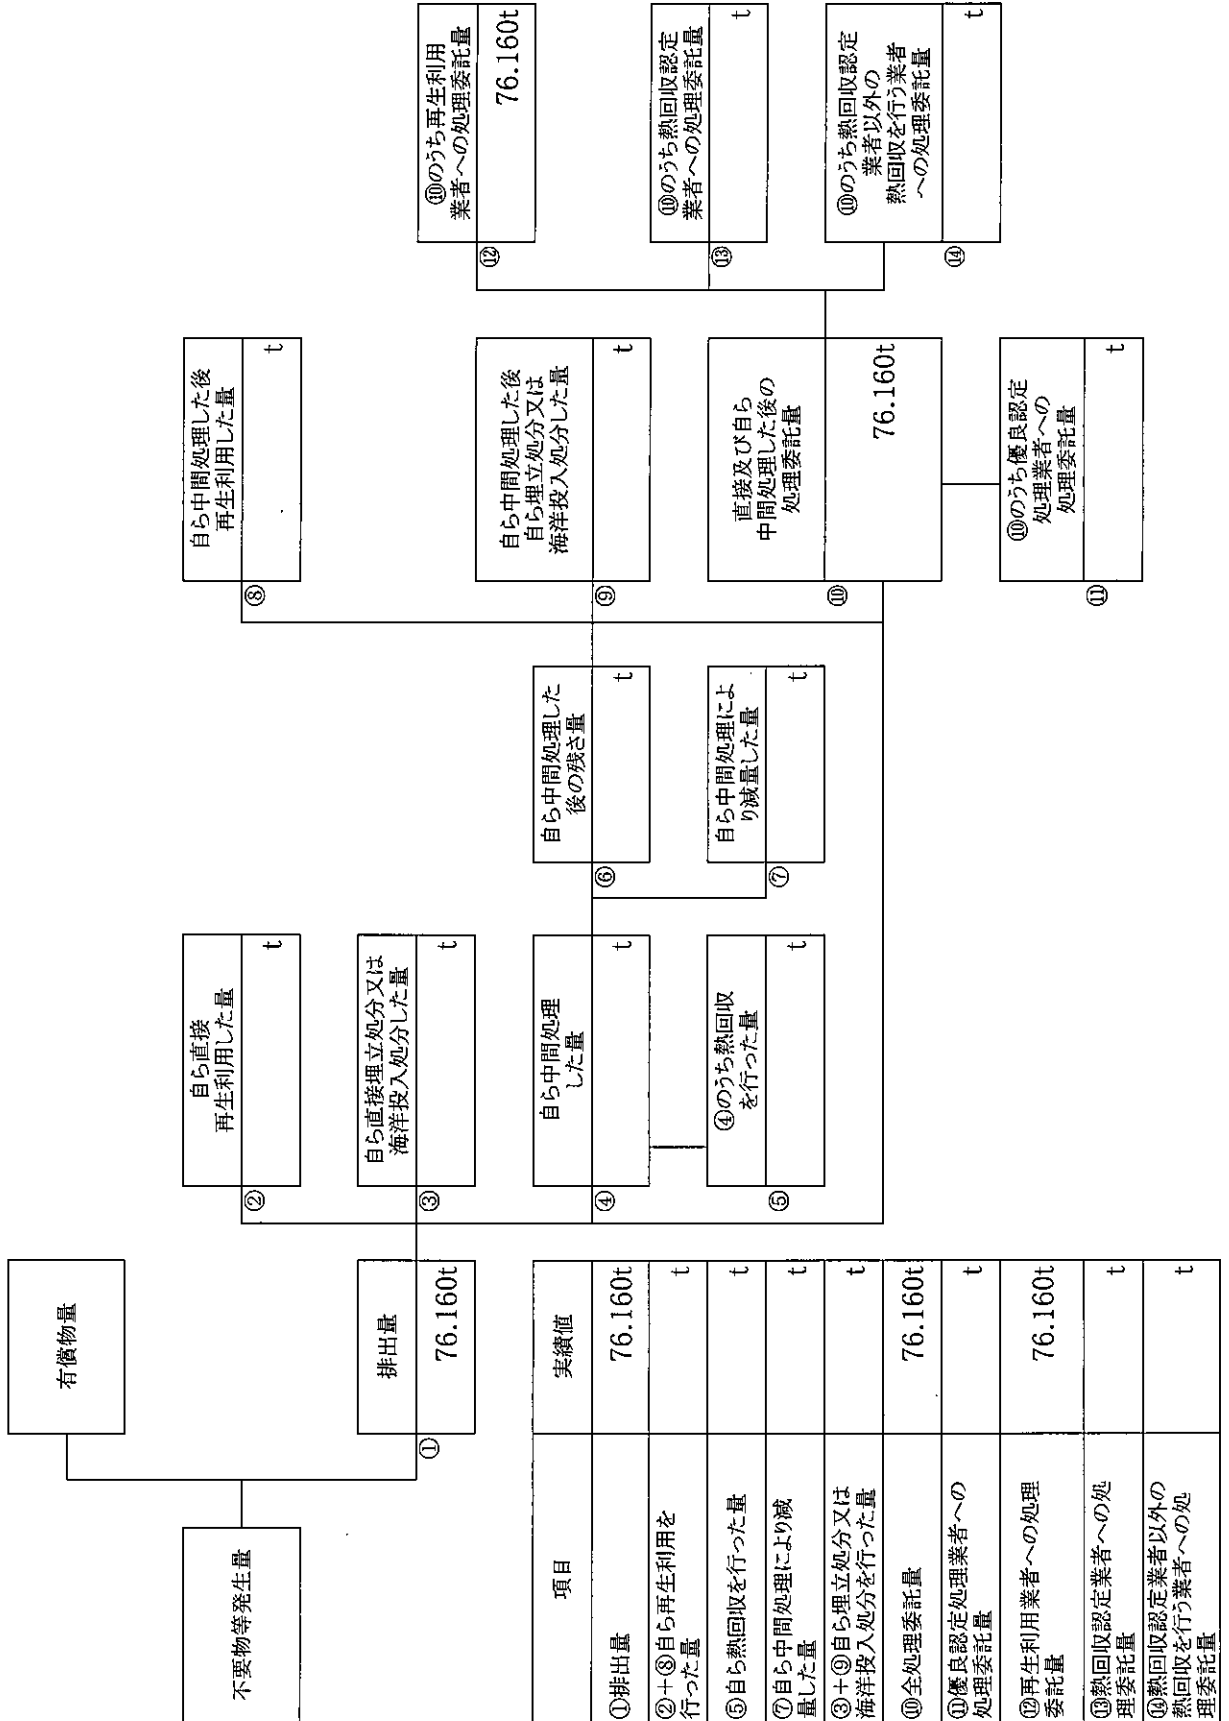 不要物等発生量
有償物量
排出量
①
76.160t
自ら直接
再生利用した量
②
t
自ら直接埋立処分又は
海洋投入処分した量
③
t
自ら中間処理
した量
④
t
④のうち熱回収
を行った量
⑤
t
自ら中間処理した
後の残さ量
⑥
t
自ら中間処理によ
り減量した量
⑦
t
自ら中間処理した後
再生利用した量
⑧
t
自ら中間処理した後
自ら埋立処分又は
海洋投入処分した量
⑨
t
直接及び自ら
中間処理した後の
処理委託量
⑩
76.160t
⑩のうち優良認定
処理業者への
処理委託量
⑪
t
⑩のうち再生利用
業者への処理委託量
⑫
76.160t
⑩のうち熱回収認定
業者への処理委託量
⑬
t
⑩のうち熱回収認定
業者以外の
熱回収を行う業者
への処理委託量
⑭
t
項目
実績値
①排出量
76.160t
②+⑧自ら再生利用を
行った量
t
⑤自ら熱回収を行った量
t
⑦自ら中間処理により減
量した量
t
③+⑨自ら埋立処分又は
海洋投入処分を行った量
t
⑩全処理委託量
76.160t
⑪優良認定処理業者への
処理委託量
t
⑫再生利用業者への処理
委託量
76.160t
⑬熱回収認定業者への処
理委託量
t
⑭熱回収認定業者以外の
熱回収を行う業者への処
理委託量
t